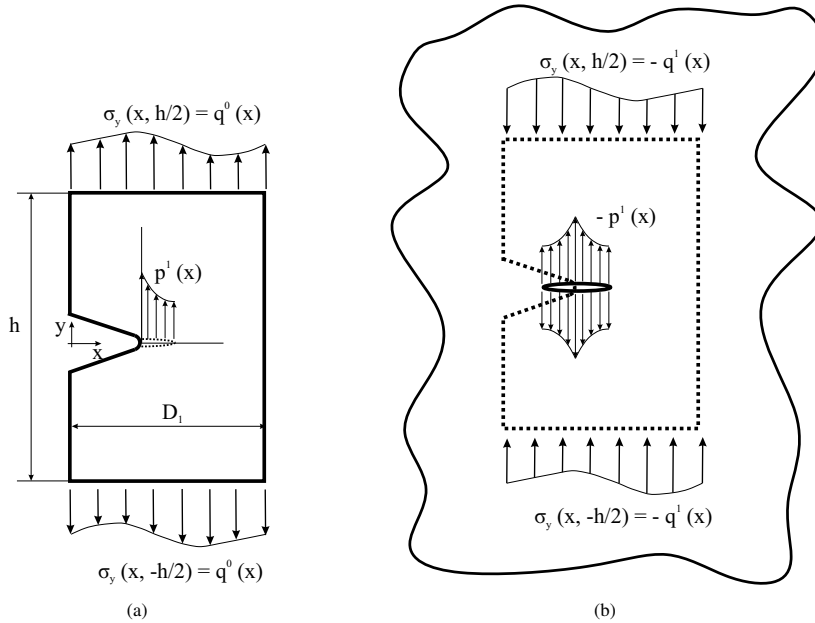 σy (x, h/2) = q⁰ (x)
p¹ (x)
h
y
x
D₁
σy (x, -h/2) = q⁰ (x)
(a)
σy (x, h/2) = - q¹ (x)
- p¹ (x)
σy (x, -h/2) = - q¹ (x)
(b)